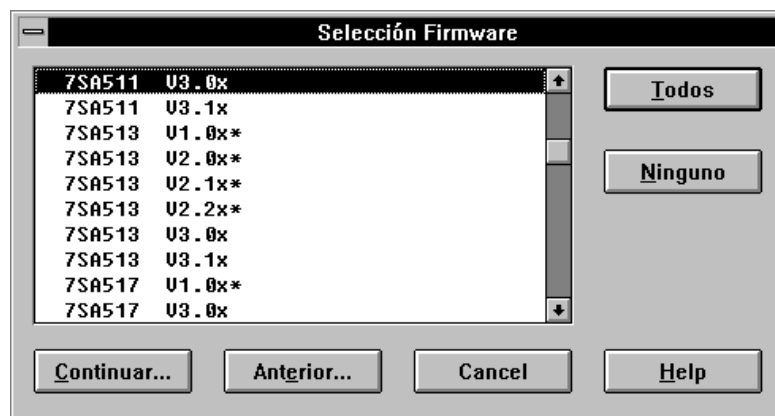 Selección Firmware
7SA511 V3.0x
7SA511 V3.1x
7SA513 V1.0x*
7SA513 V2.0x*
7SA513 V2.1x*
7SA513 V2.2x*
7SA513 V3.0x
7SA513 V3.1x
7SA517 V1.0x*
7SA517 V3.0x
Todos
Ninguno
Continuar...
Anterior...
Cancel
Help